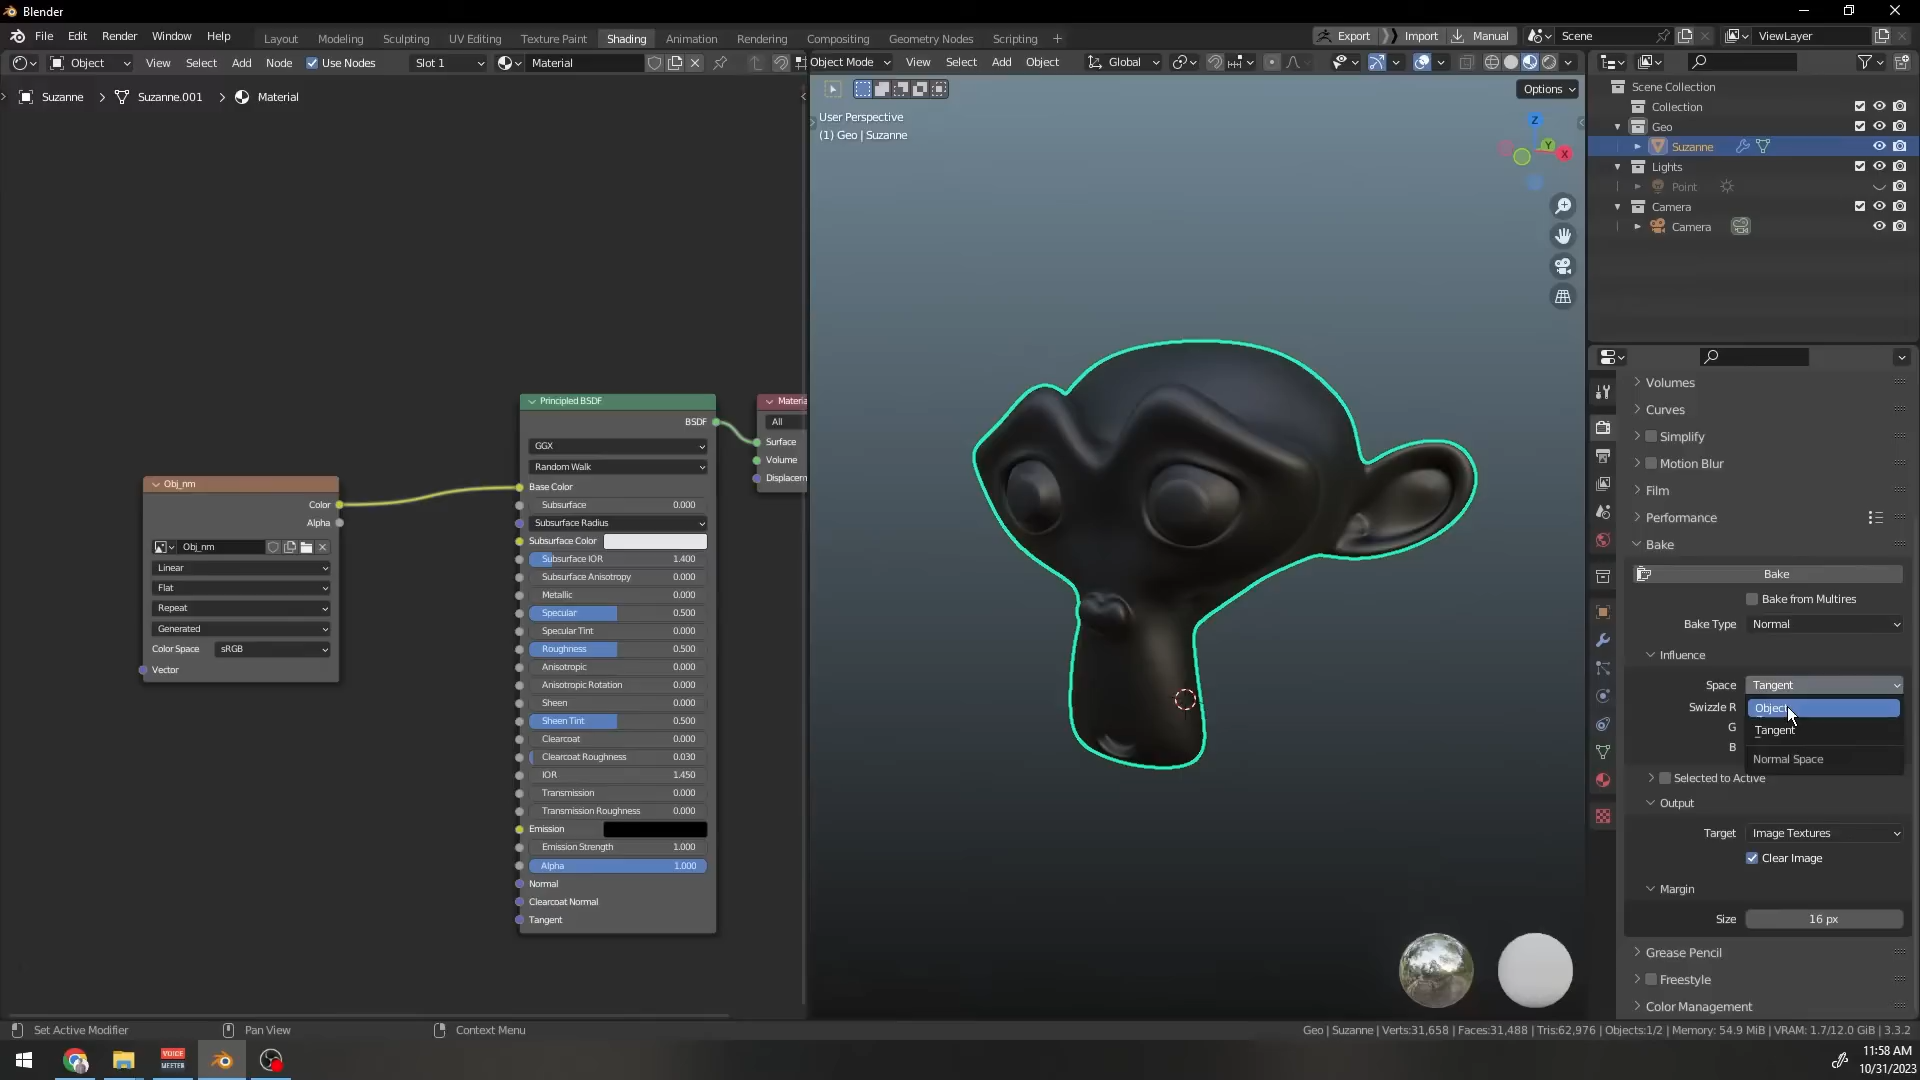 Blender
File Edit Render Window Help
Layout Modeling Sculpting UV Editing Texture Paint Shading Animation Rendering Compositing Geometry Nodes Scripting +
Export Import Manual Scene ViewLayer
Object View Select Add Node Use Nodes Slot 1 Material
Object Mode View Select Add Object Global
Suzanne > Suzanne.001 > Material
Options
User Perspective
(1) Geo | Suzanne
Z
Y
X
Scene Collection
Collection
Geo
Suzanne
Lights
Point
Camera
Camera
Obj_nm
Color
Alpha
Obj_nm
Linear
Flat
Repeat
Generated
Color Space sRGB
Vector
Principled BSDF
BSDF
GGX
Random Walk
Base Color
Subsurface 0.000
Subsurface Radius
Subsurface Color
Subsurface IOR 1.400
Subsurface Anisotropy 0.000
Metallic 0.000
Specular 0.500
Specular Tint 0.000
Roughness 0.500
Anisotropic 0.000
Anisotropic Rotation 0.000
Sheen 0.000
Sheen Tint 0.500
Clearcoat 0.000
Clearcoat Roughness 0.030
IOR 1.450
Transmission 0.000
Transmission Roughness 0.000
Emission
Emission Strength 1.000
Alpha 1.000
Normal
Clearcoat Normal
Tangent
Materia
All
Surface
Volume
Displacem
Volumes
Curves
Simplify
Motion Blur
Film
Performance
Bake
Bake
Bake from Multires
Bake Type Normal
Influence
Space Tangent
Swizzle R
G
B
Object
Tangent
Normal Space
Selected to Active
Output
Target Image Textures
Clear Image
Margin
Size 16 px
Grease Pencil
Freestyle
Color Management
Set Active Modifier Pan View Context Menu
Geo | Suzanne | Verts:31,658 | Faces:31,488 | Tris:62,976 | Objects:1/2 | Memory: 54.9 MiB | VRAM: 1.7/12.0 GiB | 3.3.2
VOICE
MEETER
11:58 AM
10/31/2023